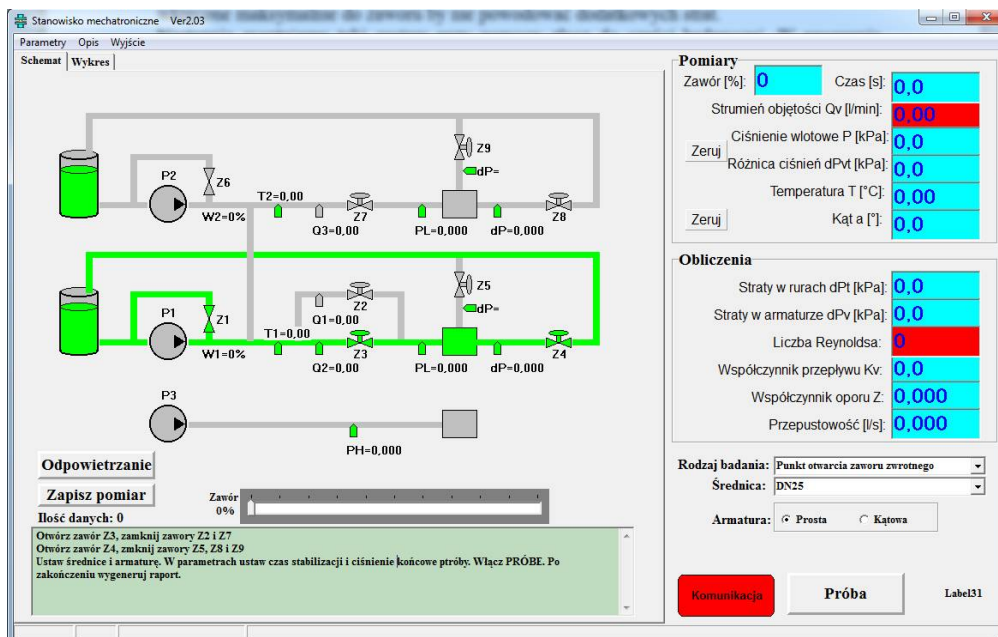 Stanowisko mechatroniczne Ver2.03
Parametry Opis Wyjście
Schemat Wykres
Z9
dP=
P2
Z6
T2=0,00
W2=0%
Z7
Z8
Q3=0,00
PL=0,000
dP=0,000
Z5
dP=
P1
Z1
Z2
Q1=0,00
T1=0,00
W1=0%
Z3
Z4
Q2=0,00
PL=0,000
dP=0,000
P3
PH=0,000
Odpowietrzanie
Zapisz pomiar
Ilość danych: 0
Zawór
0%
Otwórz zawór Z3, zamknij zawory Z2 i Z7
Otwórz zawór Z4, zmknij zawory Z5, Z8 i Z9
Ustaw średnice i armaturę. W parametrach ustaw czas stabilizacji i ciśnienie końcowe ptróby. Włącz PRÓBE. Po
zakończeniu wygeneruj raport.
Pomiary
Zawór [%]: 0 Czas [s]: 0,0
Strumień objętości Qv [l/min]: 0,00
Ciśnienie wlotowe P [kPa]: 0,0
Zeruj
Różnica ciśnień dPvt [kPa]: 0,0
Temperatura T [°C]: 0,00
Zeruj Kąt a [°]: 0,0
Obliczenia
Straty w rurach dPt [kPa]: 0,0
Straty w armaturze dPv [kPa]: 0,0
Liczba Reynoldsa: 0
Współczynnik przepływu Kv: 0,0
Współczynnik oporu Z: 0,000
Przepustowość [l/s]: 0,000
Rodzaj badania: Punkt otwarcia zaworu zwrotnego
Średnica: DN25
Armatura: Prosta Kątowa
Komunikacja
Próba
Label31